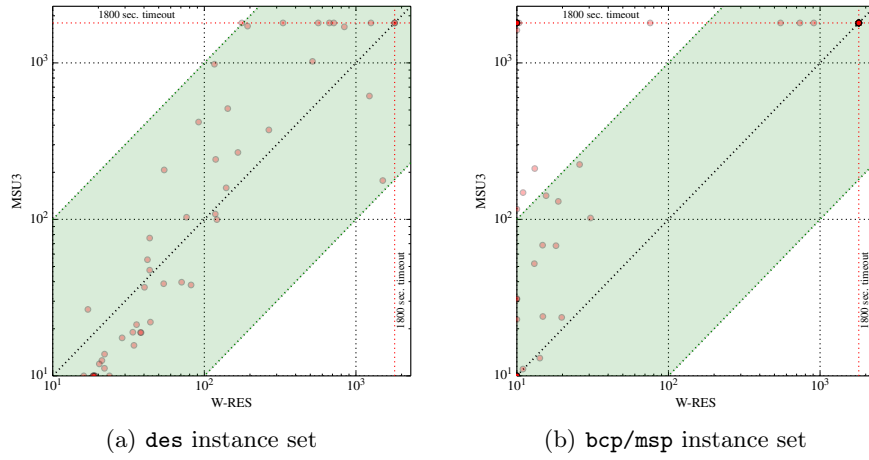 1800 sec. timeout
10³
10²
10¹
MSU3
1800 sec. timeout
10¹
10²
10³
W-RES
(a) des instance set
1800 sec. timeout
10³
10²
10¹
MSU3
1800 sec. timeout
10¹
10²
10³
W-RES
(b) bcp/msp instance set